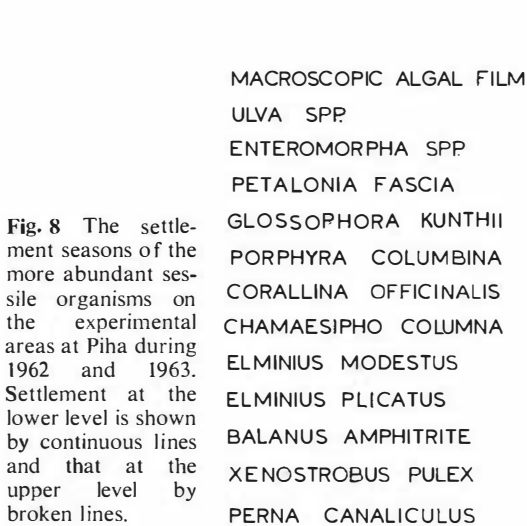 MACROSCOPIC ALGAL FILM
ULVA SPP.
ENTEROMORPHA SPP.
PETALONIA FASCIA
GLOSSOPHORA KUNTHII
PORPHYRA COLUMBINA
CORALLINA OFFICINALIS
CHAMAESIPHO COLUMNA
ELMINIUS MODESTUS
ELMINIUS PLICATUS
BALANUS AMPHITRITE
XENOSTROBUS PULEX
PERNA CANALICULUS
Fig. 8 The settle-
ment seasons of the
more abundant ses-
sile organisms on
the experimental
areas at Piha during
1962 and 1963.
Settlement at the
lower level is shown
by continuous lines
and that at the
upper level by
broken lines.